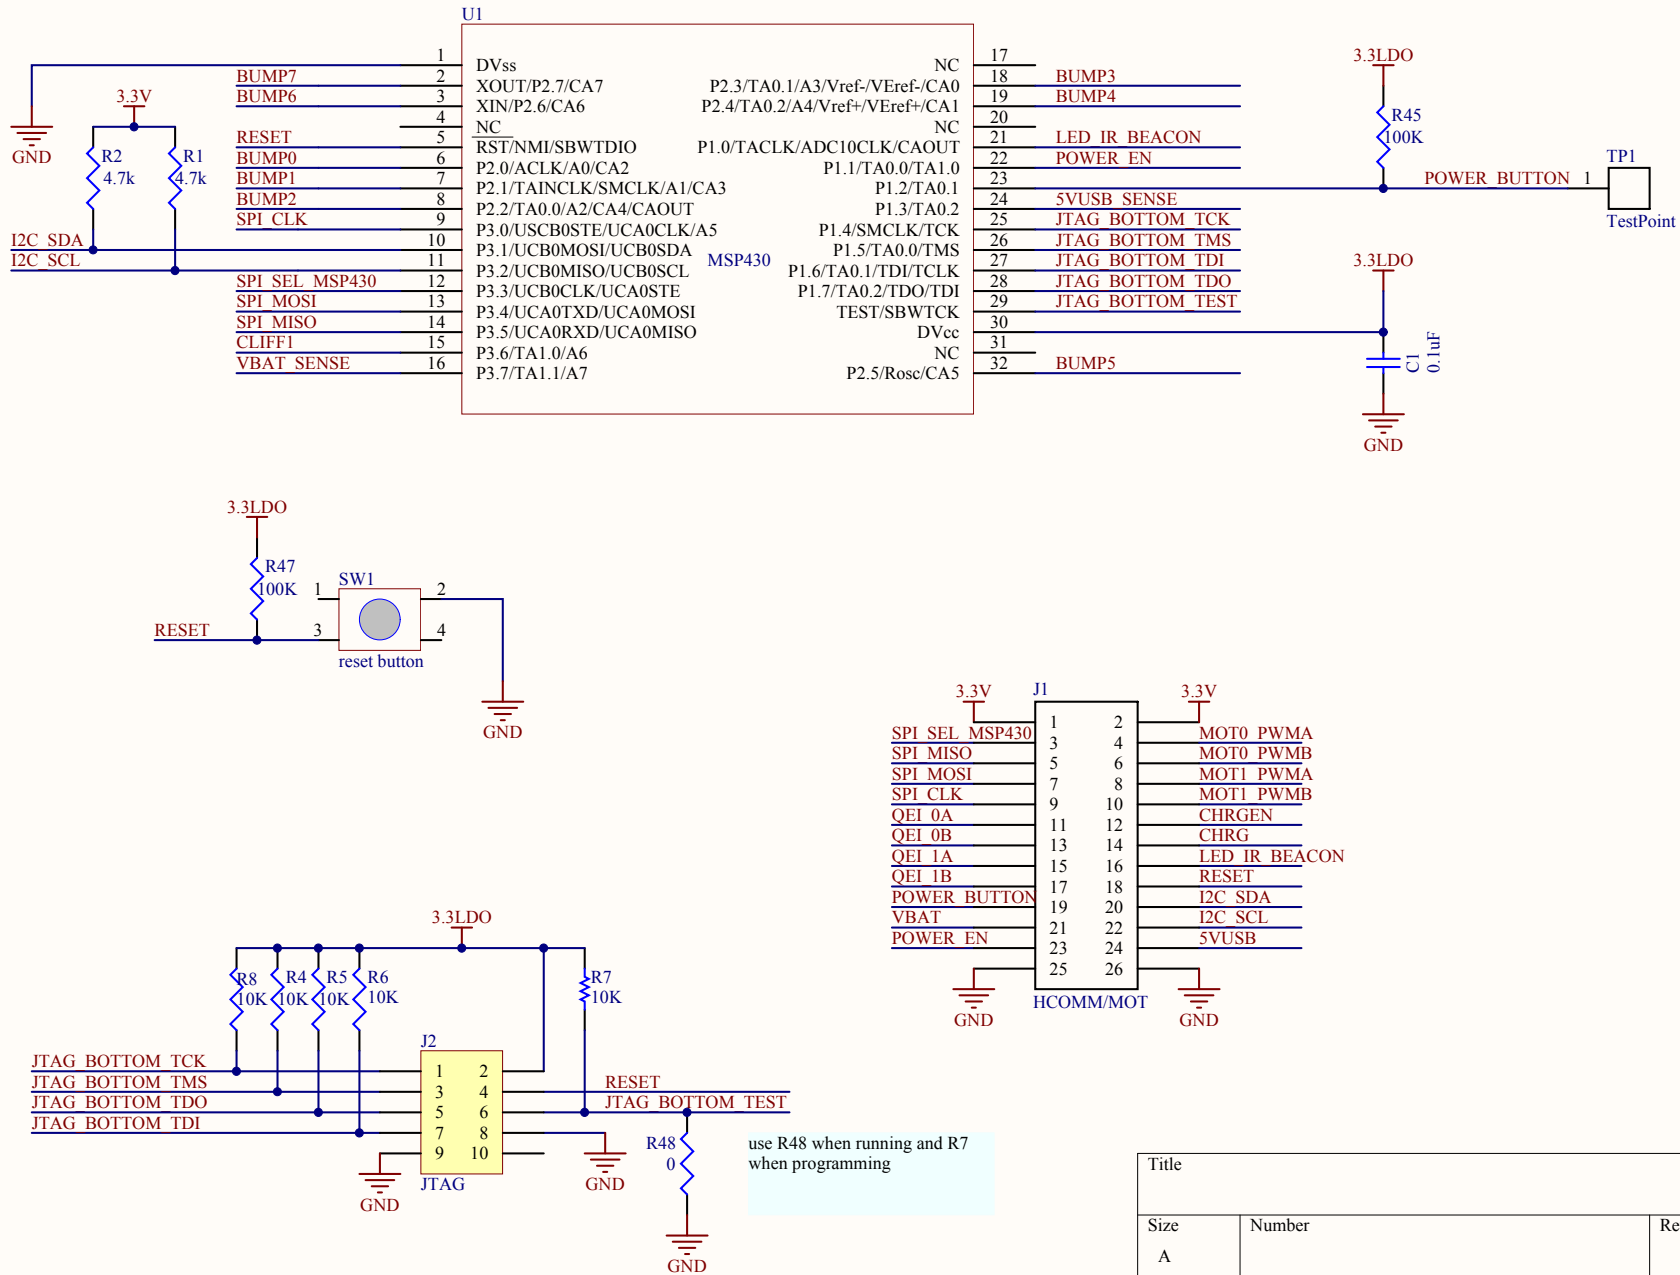 U1
MSP430
1 DVss
BUMP7 2 XOUT/P2.7/CA7
BUMP6 3 XIN/P2.6/CA6
4 NC
RESET 5 RST/NMI/SBWTDIO
BUMP0 6 P2.0/ACLK/A0/CA2
BUMP1 7 P2.1/TAINCLK/SMCLK/A1/CA3
BUMP2 8 P2.2/TA0.0/A2/CA4/CAOUT
SPI_CLK 9 P3.0/USCB0STE/UCA0CLK/A5
I2C_SDA 10 P3.1/UCB0MOSI/UCB0SDA
I2C_SCL 11 P3.2/UCB0MISO/UCB0SCL
SPI_SEL_MSP430 12 P3.3/UCB0CLK/UCA0STE
SPI_MOSI 13 P3.4/UCA0TXD/UCA0MOSI
SPI_MISO 14 P3.5/UCA0RXD/UCA0MISO
CLIFF1 15 P3.6/TA1.0/A6
VBAT_SENSE 16 P3.7/TA1.1/A7
NC 17
P2.3/TA0.1/A3/Vref-/VEref-/CA0 18 BUMP3
P2.4/TA0.2/A4/Vref+/VEref+/CA1 19 BUMP4
NC 20
P1.0/TACLK/ADC10CLK/CAOUT 21 LED_IR_BEACON
P1.1/TA0.0/TA1.0 22 POWER_EN
P1.2/TA0.1 23
P1.3/TA0.2 24 5VUSB_SENSE
P1.4/SMCLK/TCK 25 JTAG_BOTTOM_TCK
P1.5/TA0.0/TMS 26 JTAG_BOTTOM_TMS
P1.6/TA0.1/TDI/TCLK 27 JTAG_BOTTOM_TDI
P1.7/TA0.2/TDO/TDI 28 JTAG_BOTTOM_TDO
TEST/SBWTCK 29 JTAG_BOTTOM_TEST
DVcc 30
NC 31
P2.5/Rosc/CA5 32 BUMP5
GND
3.3V
R2
4.7k
R1
4.7k
3.3LDO
R45
100K
POWER_BUTTON 1
TP1
TestPoint
3.3LDO
C1
0.1uF
GND
3.3LDO
R47
100K
RESET
SW1
1 2
3 4
reset button
GND
3.3V J1 3.3V
1 2
SPI_SEL_MSP430 3 4 MOT0_PWMA
SPI_MISO 5 6 MOT0_PWMB
SPI_MOSI 7 8 MOT1_PWMA
SPI_CLK 9 10 MOT1_PWMB
QEI_0A 11 12 CHRGEN
QEI_0B 13 14 CHRG
QEI_1A 15 16 LED_IR_BEACON
QEI_1B 17 18 RESET
POWER_BUTTON 19 20 I2C_SDA
VBAT 21 22 I2C_SCL
POWER_EN 23 24 5VUSB
25 26
GND HCOMM/MOT GND
3.3LDO
R8
10K
R4
10K
R5
10K
R6
10K
R7
10K
J2
JTAG_BOTTOM_TCK 1 2
JTAG_BOTTOM_TMS 3 4 RESET
JTAG_BOTTOM_TDO 5 6 JTAG_BOTTOM_TEST
JTAG_BOTTOM_TDI 7 8
9 10
JTAG
GND
GND
R48
0
GND
use R48 when running and R7
when programming
Title
Size Number Re
A